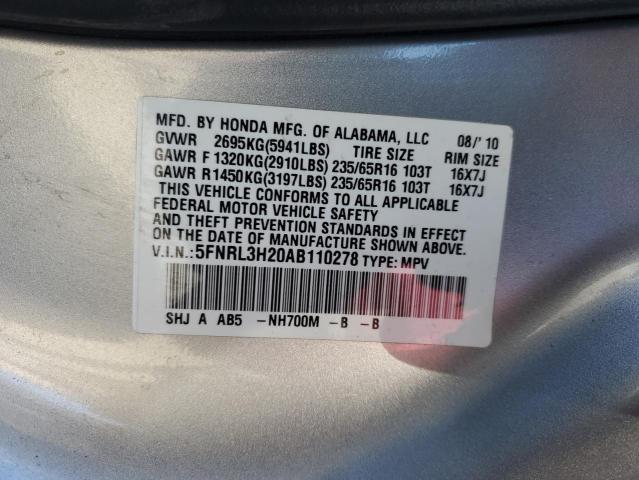 MFD. BY HONDA MFG. OF ALABAMA, LLC 08/'10
GVWR 2695KG(5941LBS) TIRE SIZE RIM SIZE
GAWR F 1320KG(2910LBS) 235/65R16 103T 16X7J
GAWR R1450KG(3197LBS) 235/65R16 103T 16X7J
THIS VEHICLE CONFORMS TO ALL APPLICABLE
FEDERAL MOTOR VEHICLE SAFETY
AND THEFT PREVENTION STANDARDS IN EFFECT
ON THE DATE OF MANUFACTURE SHOWN ABOVE.
V.I.N.: 5FNRL3H20AB110278 TYPE: MPV
SHJ A AB5 -NH700M -B -B